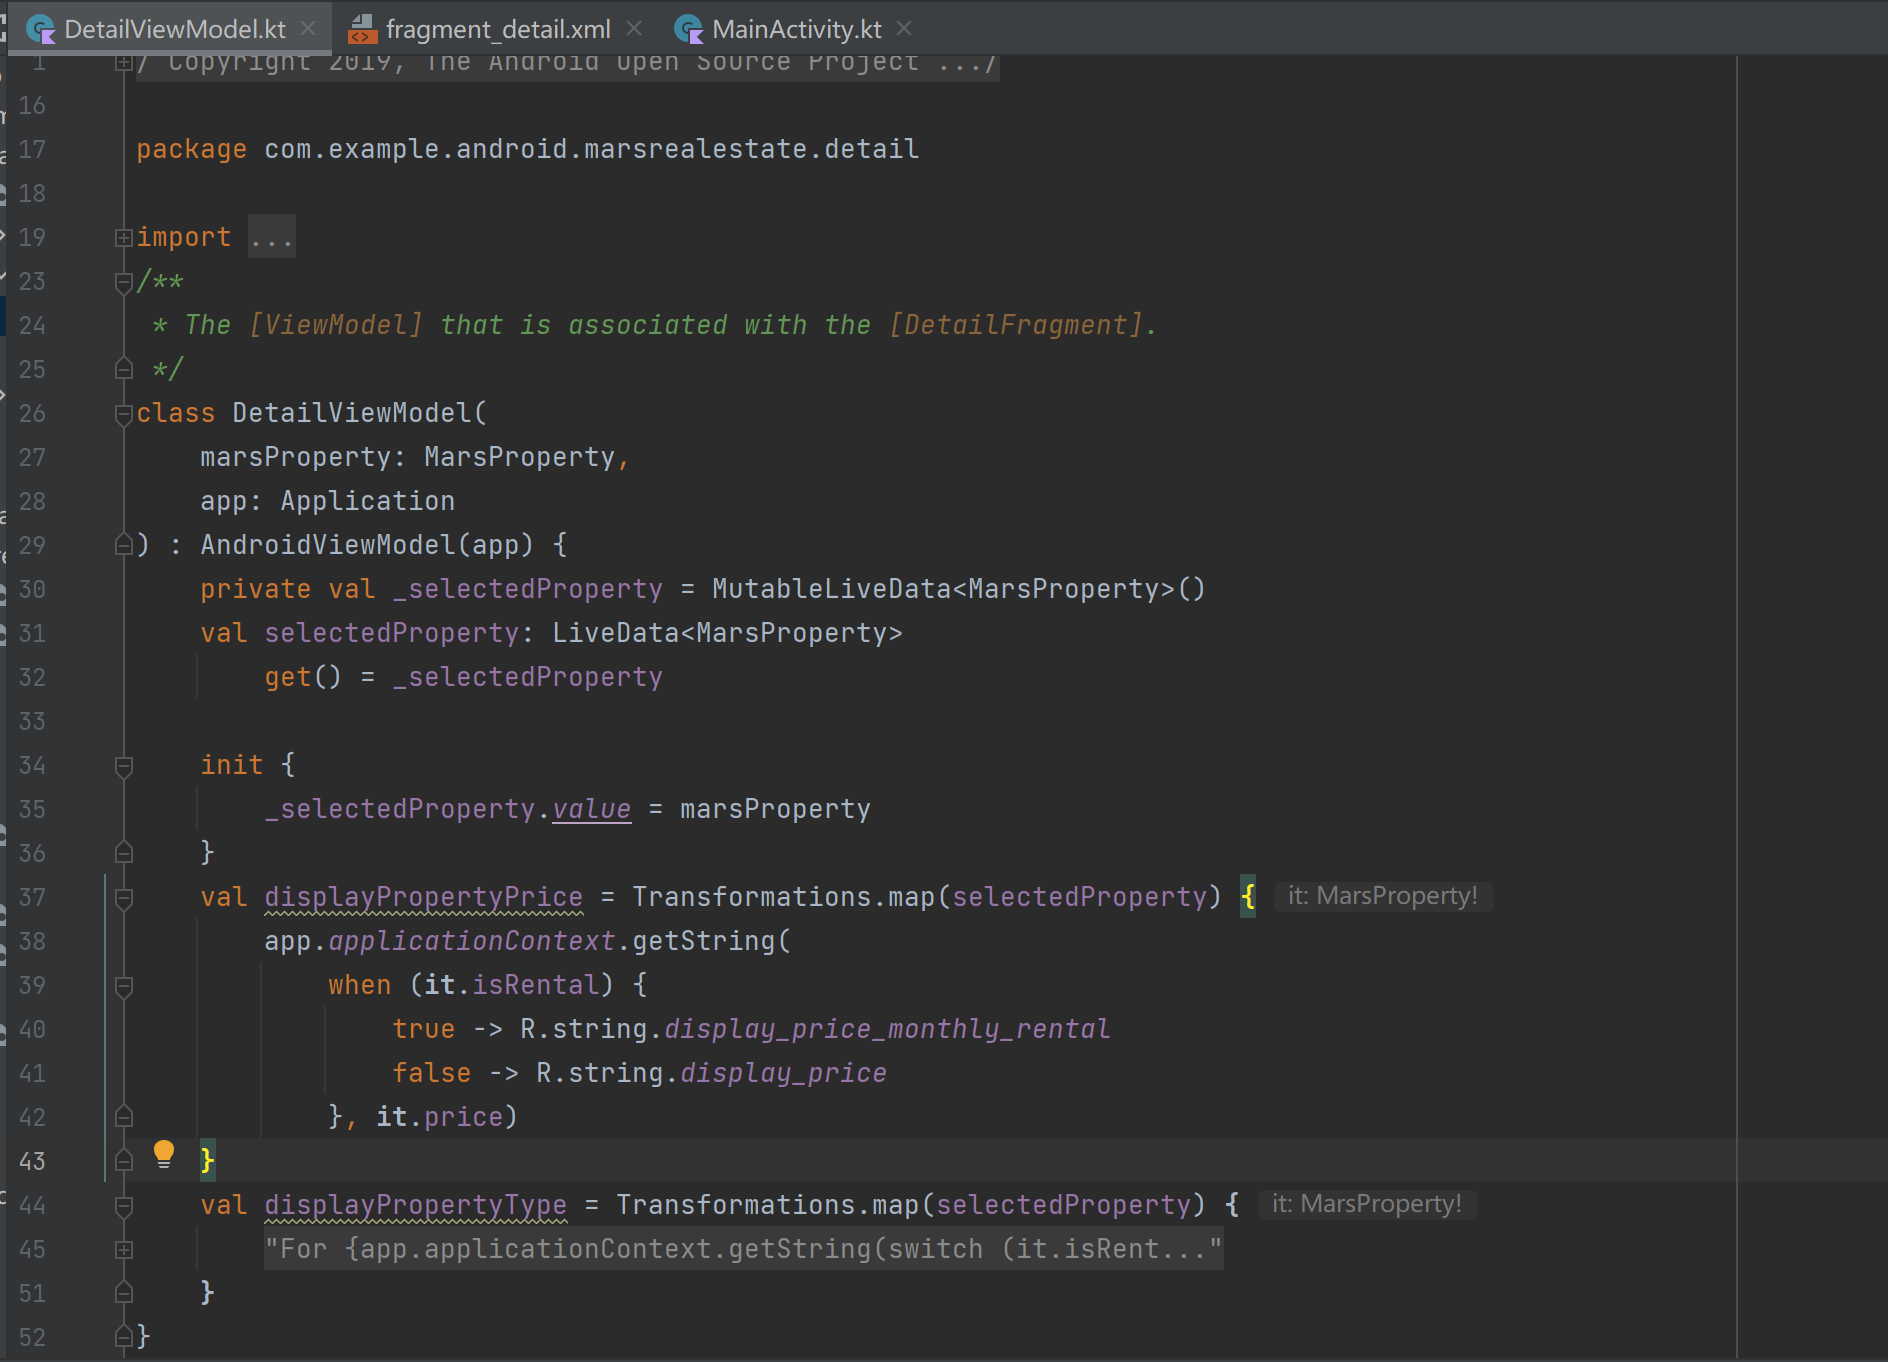 DetailViewModel.kt fragment_detail.xml MainActivity.kt
1 / Copyright 2019, The Android Open Source Project .../
16
17 package com.example.android.marsrealestate.detail
18
19 import ...
23 /**
24 * The [ViewModel] that is associated with the [DetailFragment].
25 */
26 class DetailViewModel(
27 marsProperty: MarsProperty,
28 app: Application
29 ) : AndroidViewModel(app) {
30 private val _selectedProperty = MutableLiveData<MarsProperty>()
31 val selectedProperty: LiveData<MarsProperty>
32 get() = _selectedProperty
33
34 init {
35 _selectedProperty.value = marsProperty
36 }
37 val displayPropertyPrice = Transformations.map(selectedProperty) { it: MarsProperty!
38 app.applicationContext.getString(
39 when (it.isRental) {
40 true -> R.string.display_price_monthly_rental
41 false -> R.string.display_price
42 }, it.price)
43 }
44 val displayPropertyType = Transformations.map(selectedProperty) { it: MarsProperty!
45 "For {app.applicationContext.getString(switch (it.isRent..."
51 }
52 }